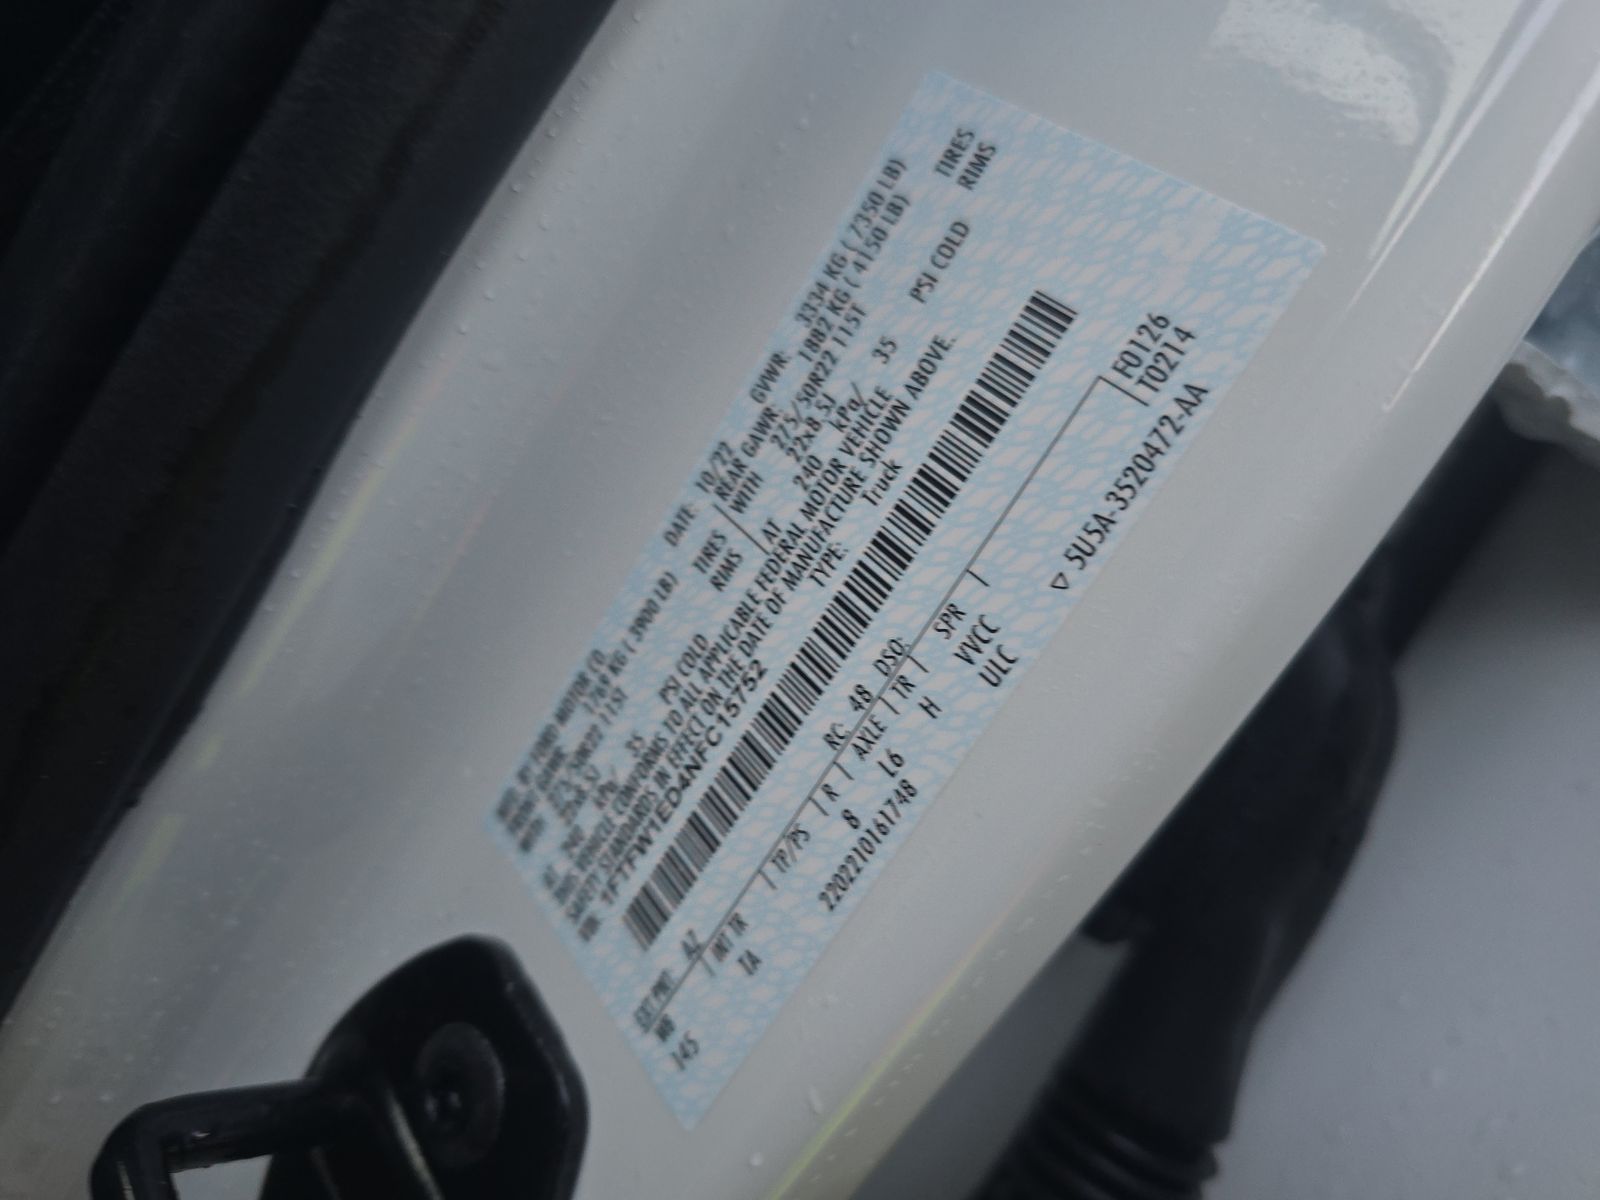 MFD. BY FORD MOTOR CO. DATE: 10/22 GVWR: 3334 KG ( 7350 LB)
FRONT GAWR: 1769 KG ( 3900 LB) REAR GAWR: 1882 KG ( 4150 LB)
WITH 275/50R22 115T TIRES WITH 275/50R22 115T TIRES
22x8 SJ RIMS 22x8 SJ RIMS
AT 240 kPa/ 35 PSI COLD AT 240 kPa/ 35 PSI COLD
THIS VEHICLE CONFORMS TO ALL APPLICABLE FEDERAL MOTOR VEHICLE
SAFETY STANDARDS IN EFFECT ON THE DATE OF MANUFACTURE SHOWN ABOVE.
VIN: 1FTFW1ED4NFC15752 TYPE: Truck
EXT PNT: AZ RC: 48 DSO: F0126
WB INT TR TP/PS R AXLE TR SPR T0214
145 TA 8 L6 H VVCC
2202210161748 ULC
▽ 5U5A-3520472-AA